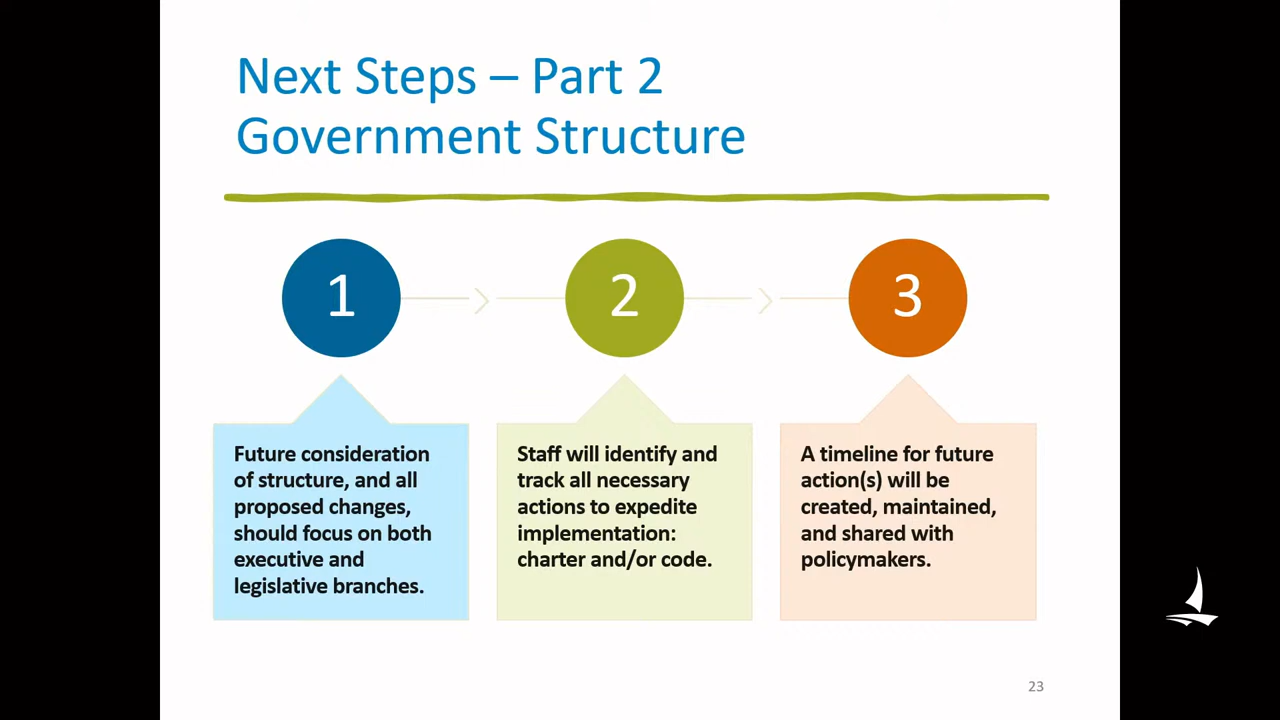 Next Steps – Part 2
Government Structure
1
2
3
Future consideration
of structure, and all
proposed changes,
should focus on both
executive and
legislative branches.
Staff will identify and
track all necessary
actions to expedite
implementation:
charter and/or code.
A timeline for future
action(s) will be
created, maintained,
and shared with
policymakers.
23